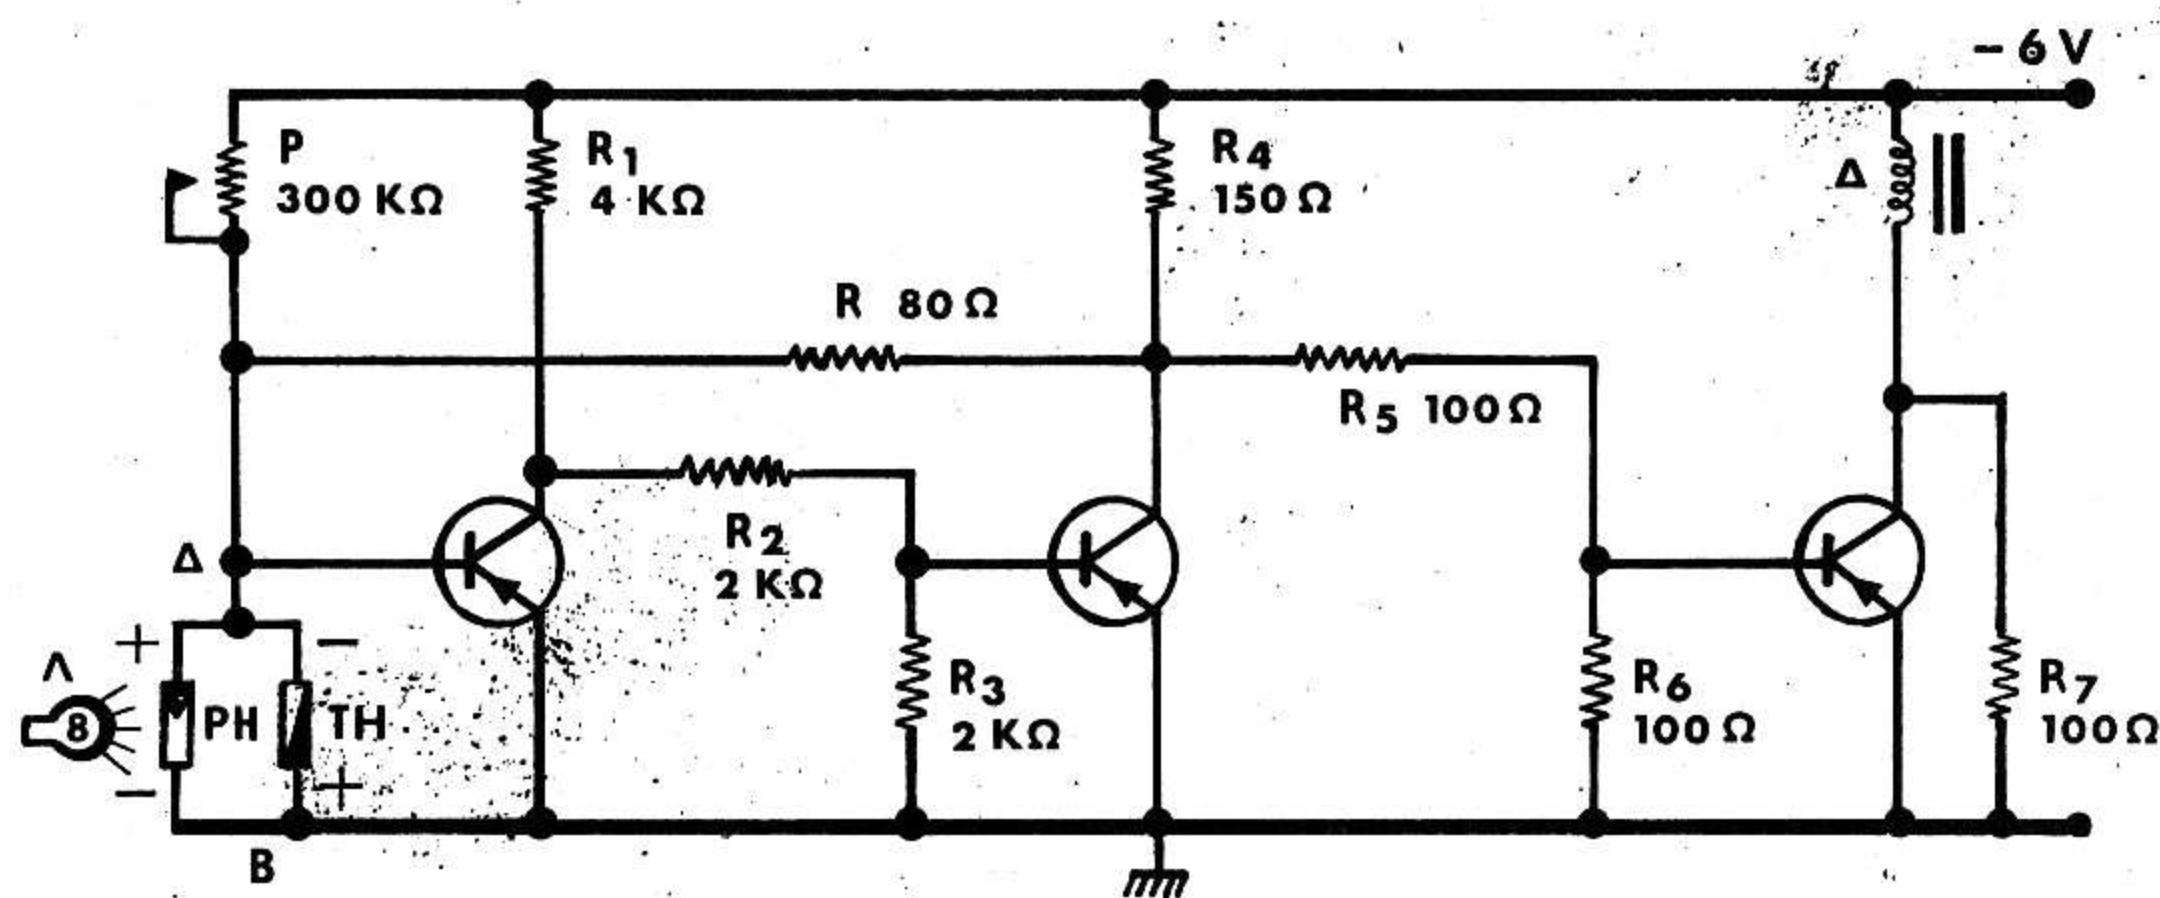 – 6 V
P
300 KΩ
R1
4 KΩ
R4
150 Ω
Δ
R 80 Ω
R5 100 Ω
Δ
R2
2 KΩ
+
–
Λ
8
PH
TH
R3
2 KΩ
R6
100 Ω
R7
100 Ω
–
+
B